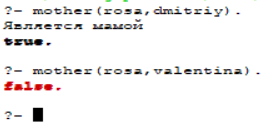 ?- mother(rosa,dmitriy).
Является мамой
true.
?- mother(rosa,valentina).
false.
?-